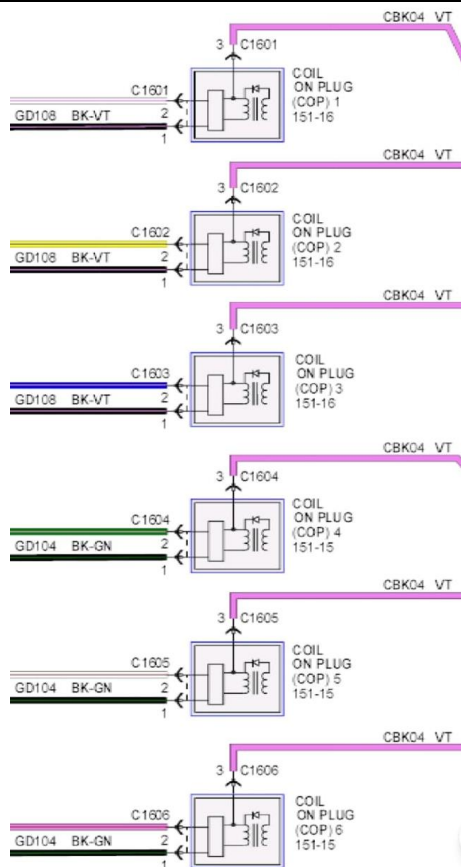 CBK04 VT
3 C1601
C1601
GD108 BK-VT
2
1
COIL
ON PLUG
(COP) 1
151-16
CBK04 VT
3 C1602
C1602
GD108 BK-VT
2
1
COIL
ON PLUG
(COP) 2
151-16
CBK04 VT
3 C1603
C1603
GD108 BK-VT
2
1
COIL
ON PLUG
(COP) 3
151-16
CBK04 VT
3 C1604
C1604
GD104 BK-GN
2
1
COIL
ON PLUG
(COP) 4
151-15
CBK04 VT
3 C1605
C1605
GD104 BK-GN
2
1
COIL
ON PLUG
(COP) 5
151-15
CBK04 VT
3 C1606
C1606
GD104 BK-GN
2
1
COIL
ON PLUG
(COP) 6
151-15